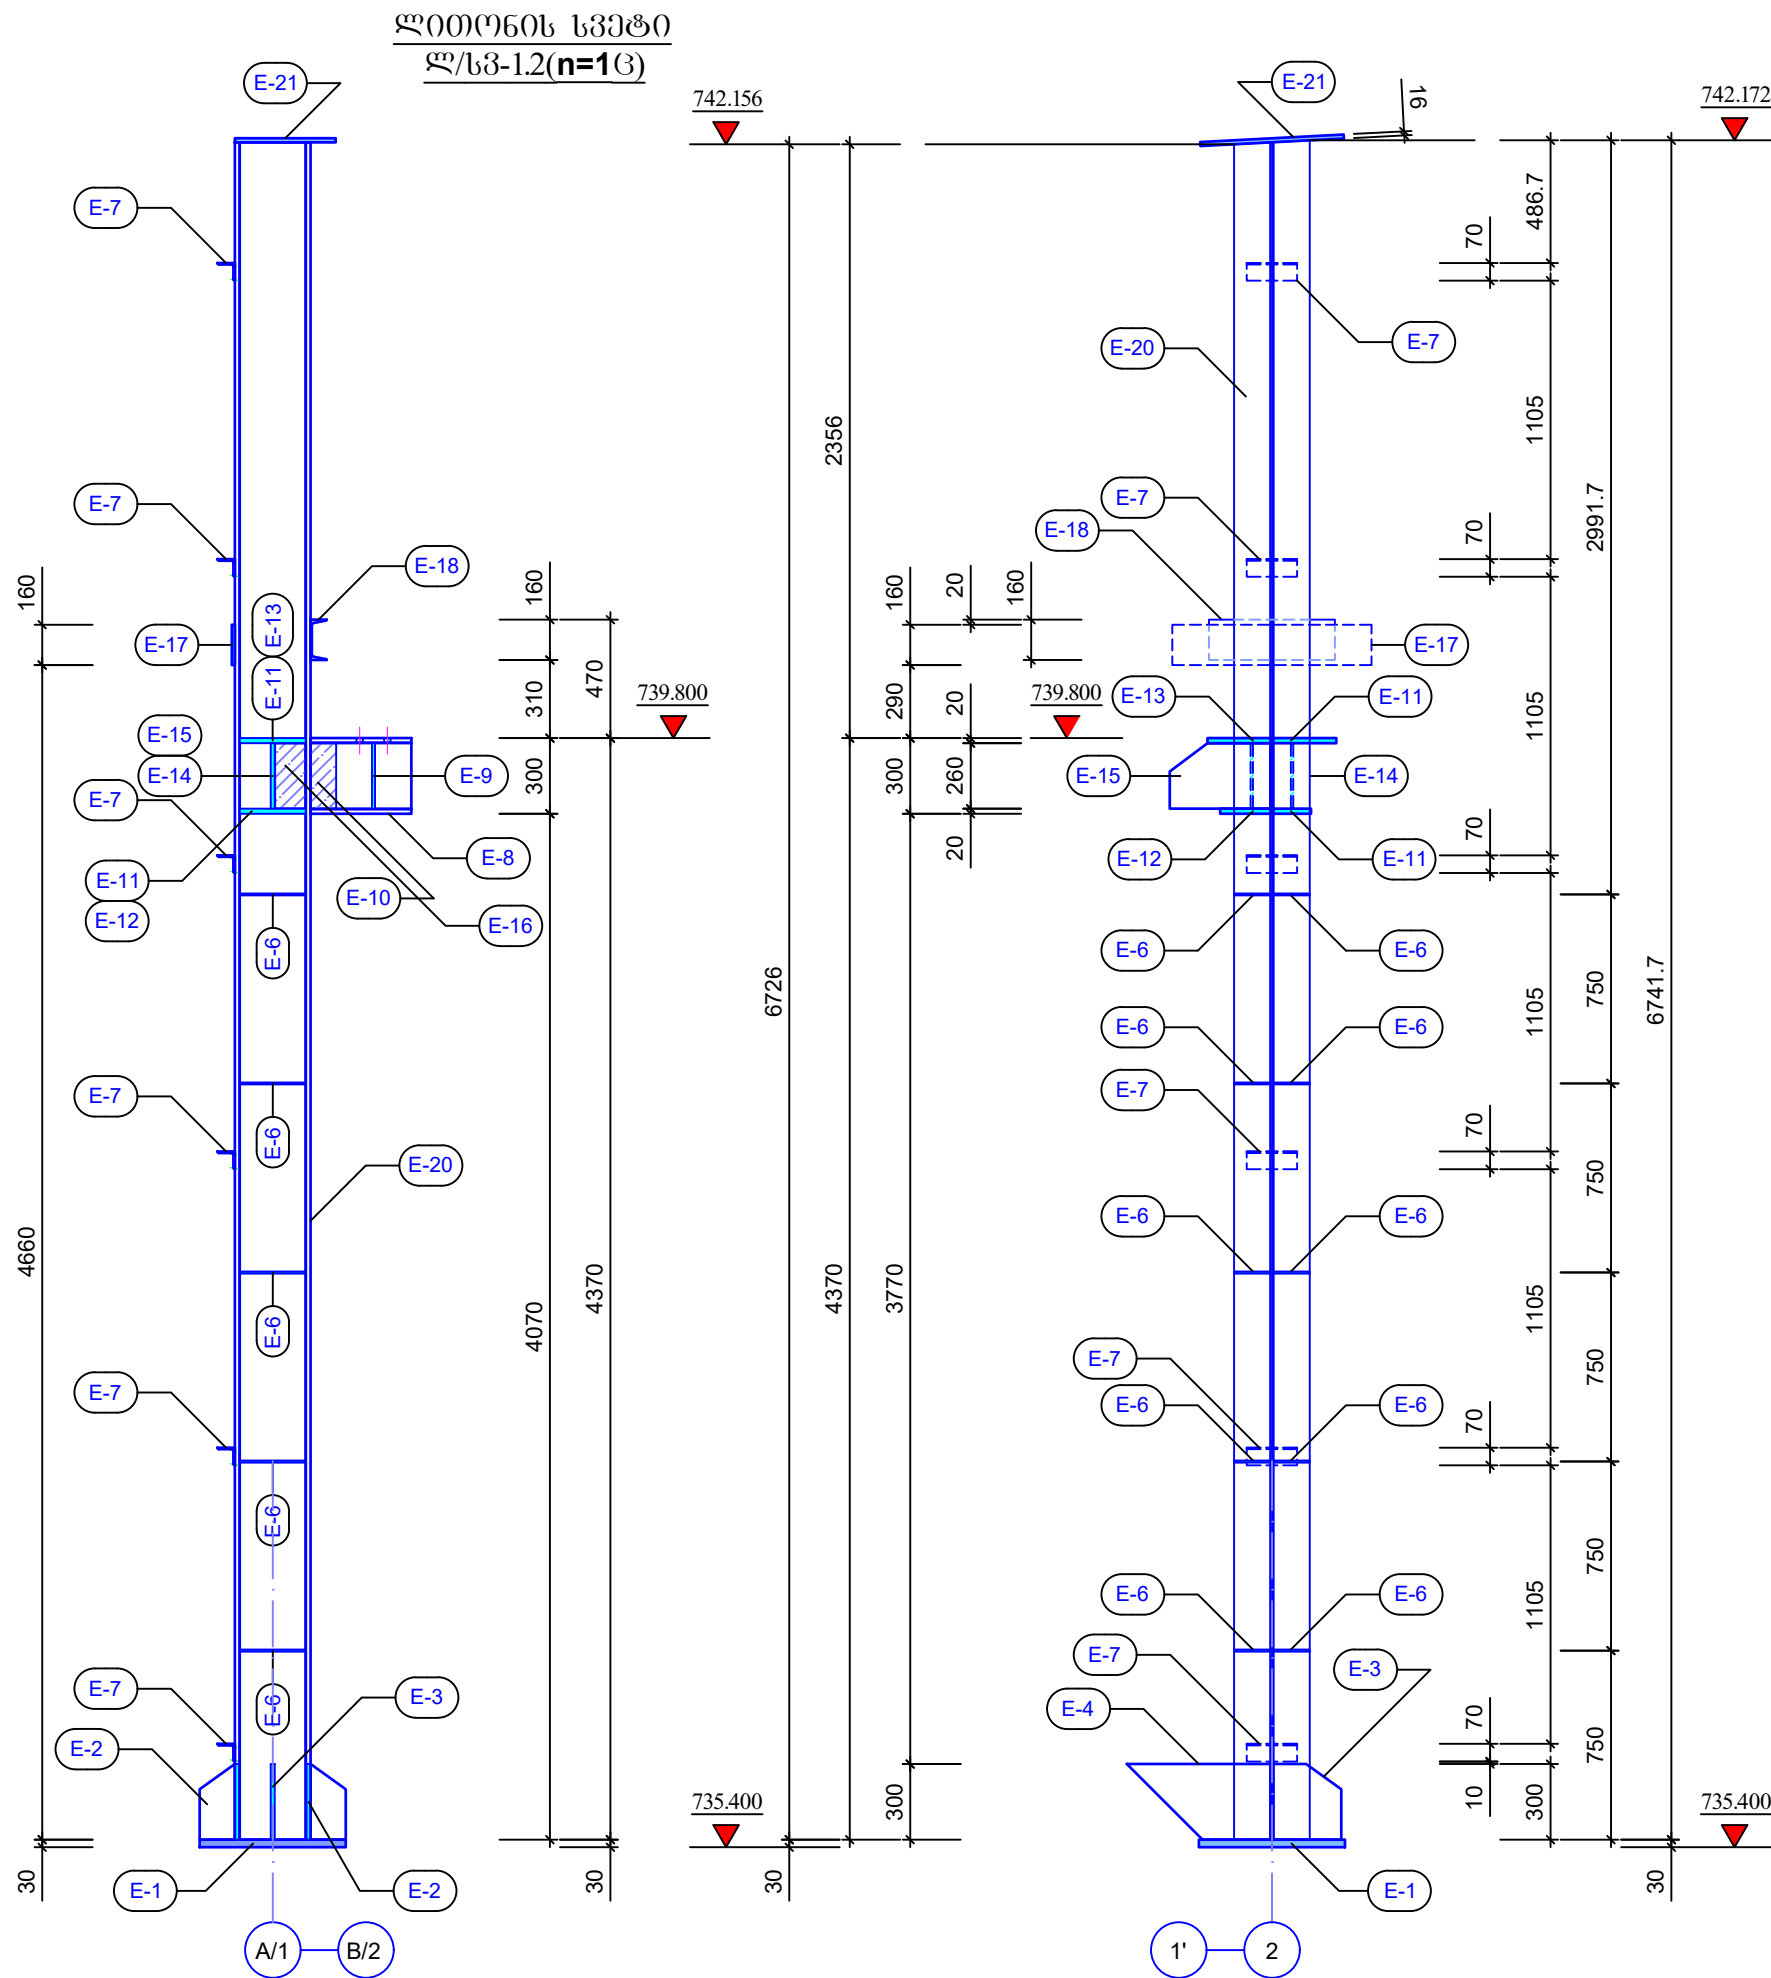 ლითონის სვეტი
ლ/სვ-1.2(n=1ც)
E-21
742.156
E-21
16
742.172
E-7
486.7
70
E-20
E-7
2356
1105
E-7
E-7
2991.7
E-18
E-18
70
160
160
160
20
160
E-13
E-17
E-17
E-11
470
739.800
739.800
E-13
E-11
310
290
20
1105
E-15
E-14
E-9
300
300
260
E-15
E-14
E-7
E-8
20
E-12
E-11
70
E-11
E-10
E-12
E-16
E-6
E-6
E-6
6726
750
1105
6741.7
E-6
E-6
E-7
E-7
E-6
70
E-20
750
E-6
E-6
4660
4070
4370
4370
3770
E-6
1105
E-7
750
E-7
E-6
E-6
70
E-6
750
E-6
E-6
1105
E-7
E-3
E-7
E-6
E-3
E-4
E-2
70
750
735.400
300
10
300
735.400
30
E-1
E-2
30
30
E-1
30
A/1
B/2
1'
2